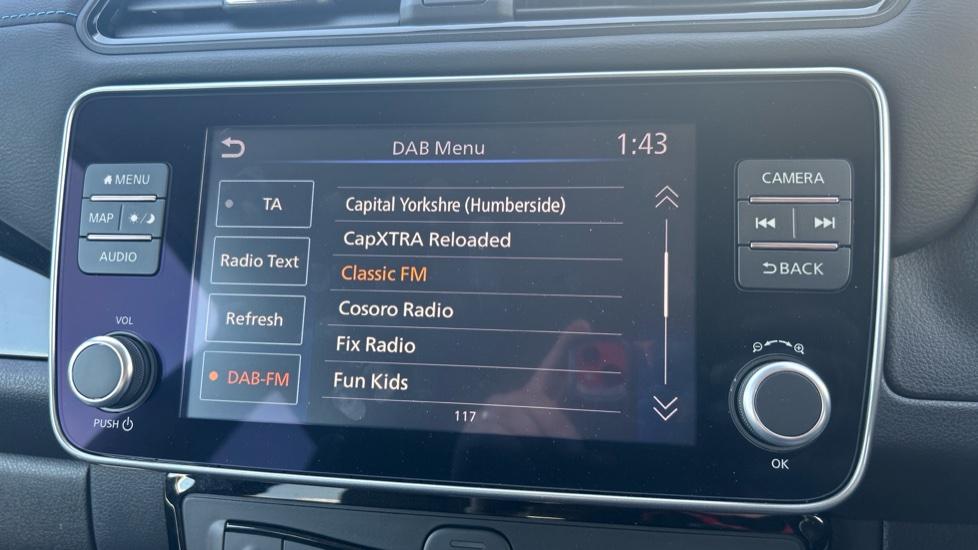 DAB Menu
1:43
MENU
MAP
AUDIO
VOL
PUSH
TA
Radio Text
Refresh
DAB-FM
Capital Yorkshre (Humberside)
CapXTRA Reloaded
Classic FM
Cosoro Radio
Fix Radio
Fun Kids
117
CAMERA
BACK
OK